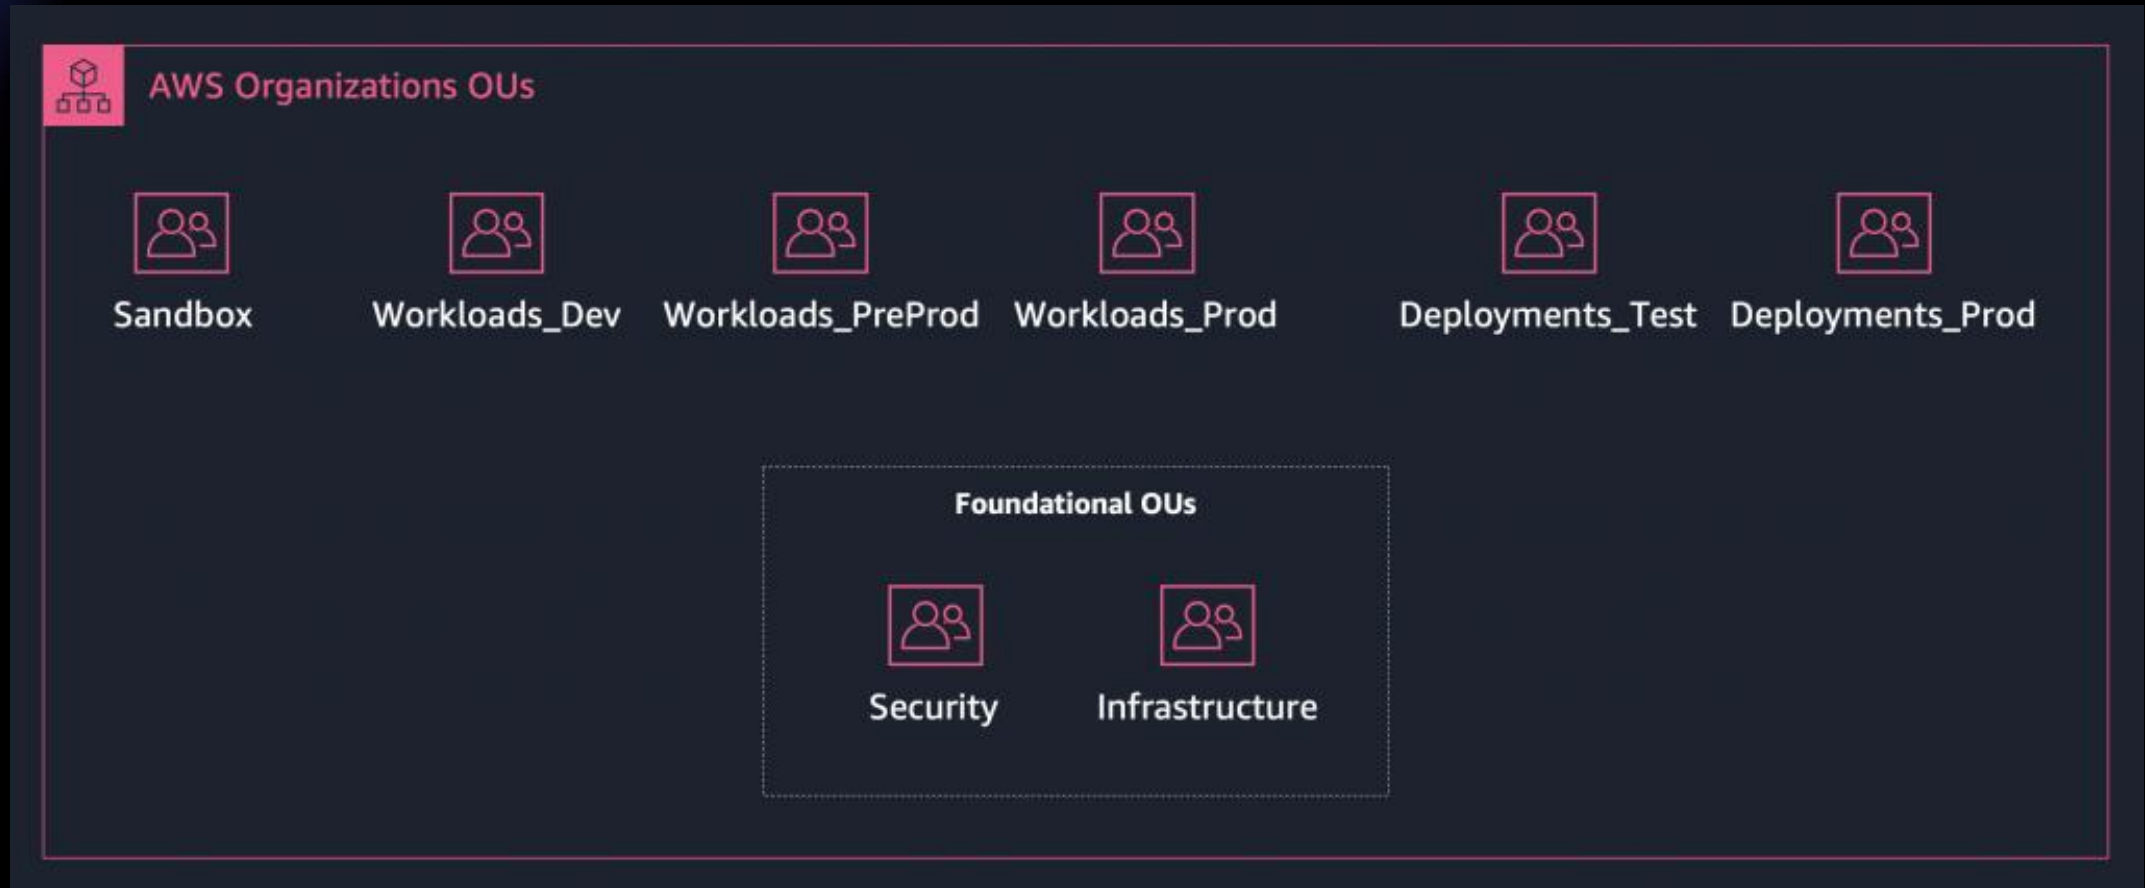 AWS Organizations OUs
Sandbox
Workloads_Dev
Workloads_PreProd
Workloads_Prod
Deployments_Test
Deployments_Prod
Foundational OUs
Security
Infrastructure